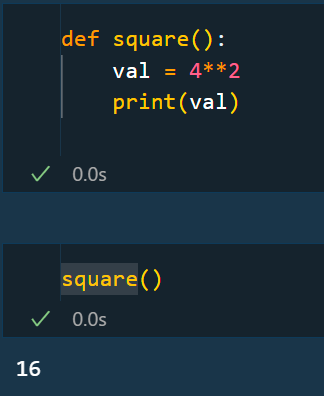 def square():
    val = 4**2
    print(val)
✓ 0.0s
square()
✓ 0.0s
16